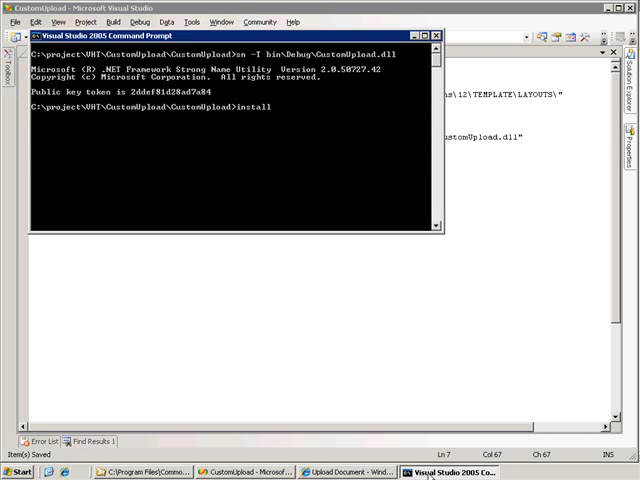 CustomUpload - Microsoft Visual Studio
File Edit View Project Build Debug Data Tools Window Community Help
Visual Studio 2005 Command Prompt
C:\project\VHT\CustomUpload\CustomUpload>sn -T bin\Debug\CustomUpload.dll
Microsoft (R) .NET Framework Strong Name Utility Version 2.0.50727.42
Copyright (c) Microsoft Corporation. All rights reserved.
Public key token is 2ddef81d28ad7a84
C:\project\VHT\CustomUpload\CustomUpload>install
ns\12\TEMPLATE\LAYOUTS\"
ustomUpload.dll"
Toolbox
Solution Explorer
Properties
Error List Find Results 1
Item(s) Saved Ln 7 Col 67 Ch 67 INS
Start C:\Program Files\Commo... CustomUpload - Microsof... Upload Document - Wind... Visual Studio 2005 Co...